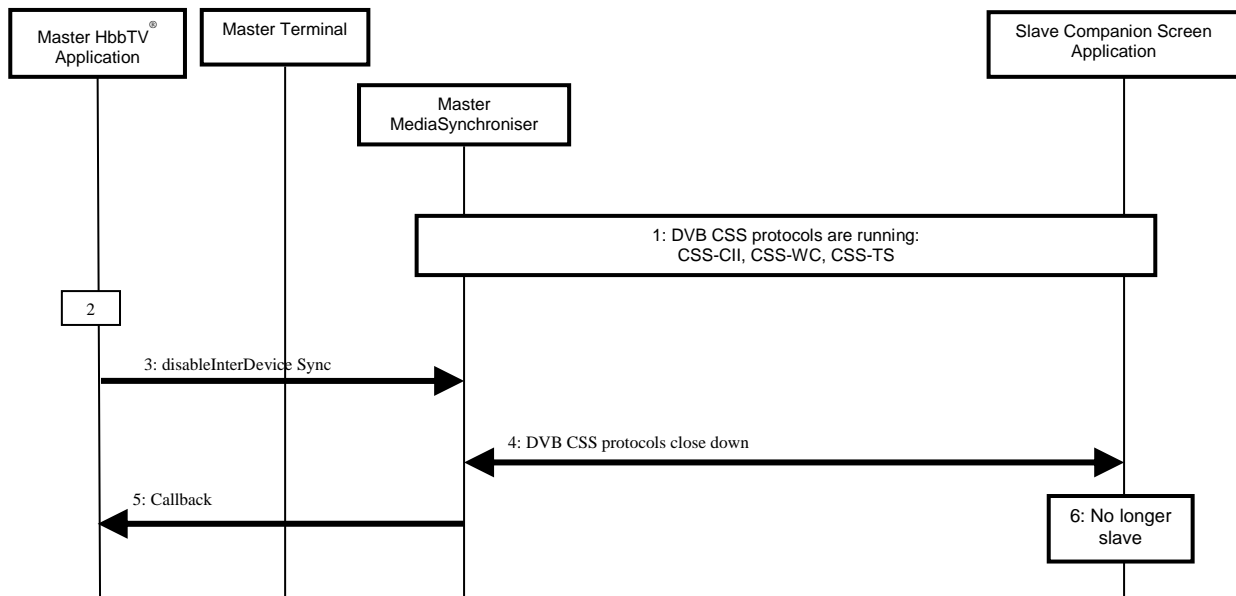 Master HbbTV®
Application
Master Terminal
Slave Companion Screen
Application
Master
MediaSynchroniser
1: DVB CSS protocols are running:
CSS-CII, CSS-WC, CSS-TS
2
3: disableInterDevice Sync
4: DVB CSS protocols close down
5: Callback
6: No longer
slave